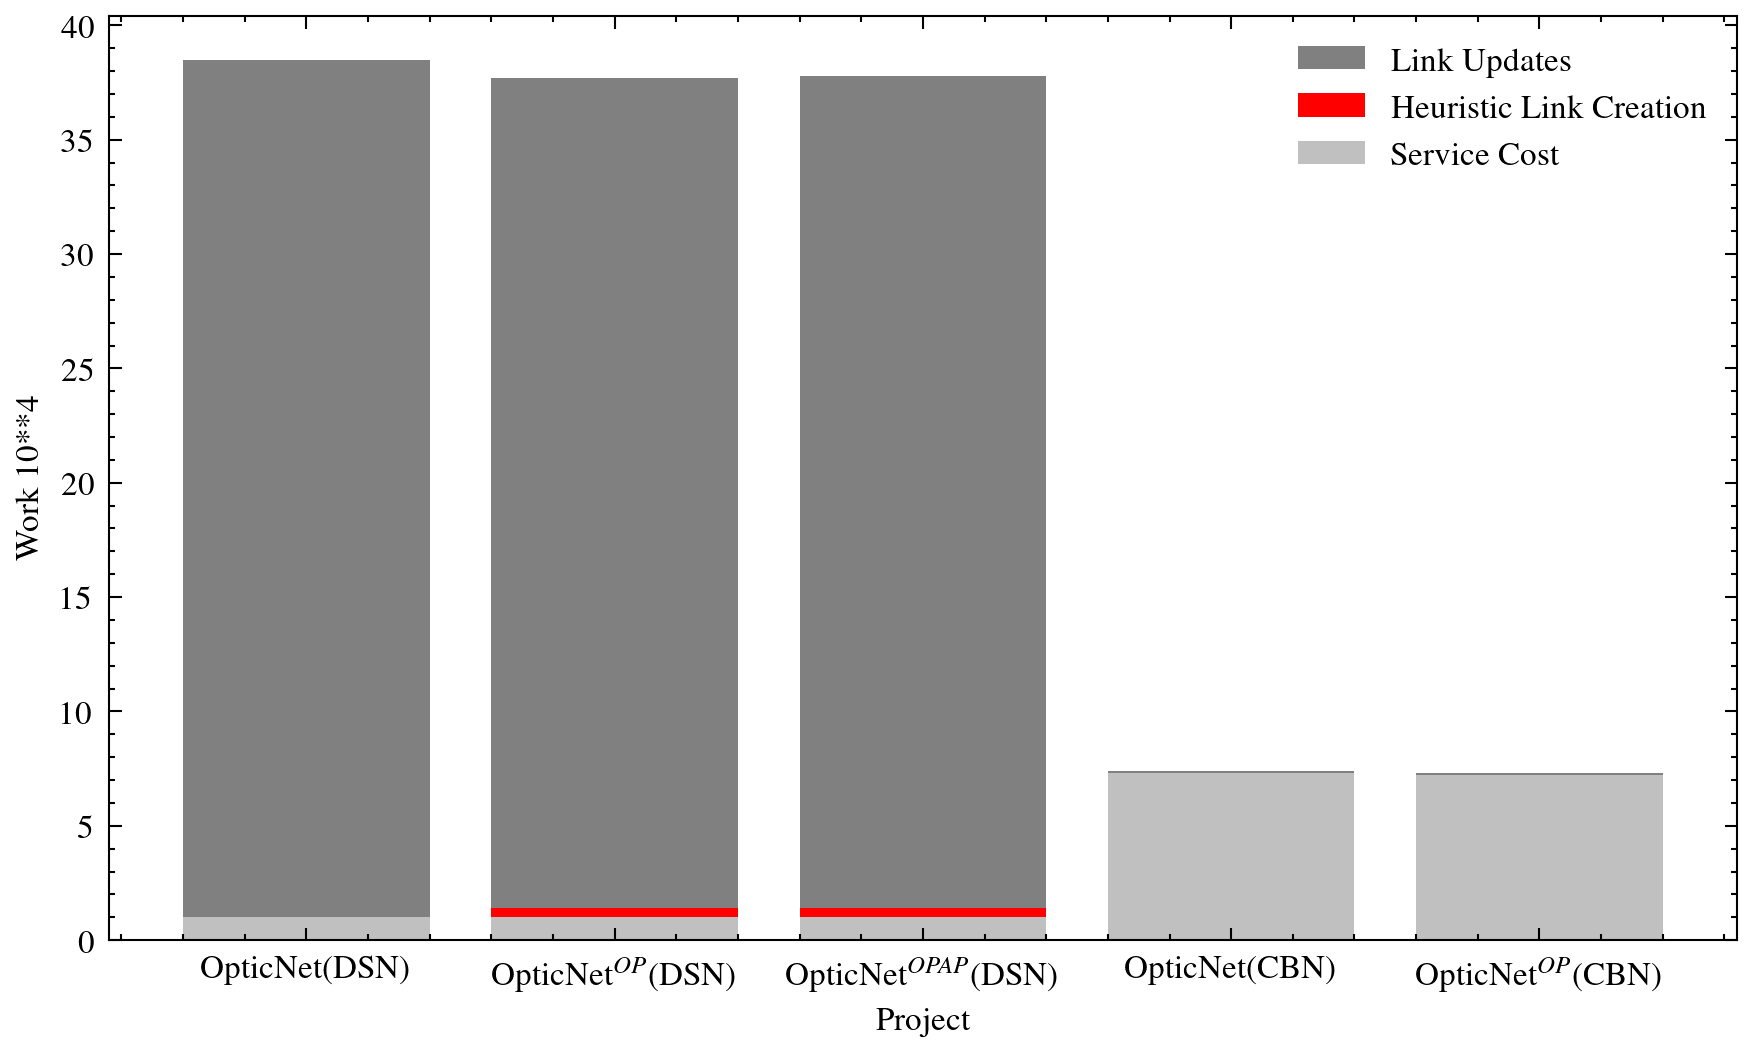 40
35
30
25
20
15
10
5
0
Work 10**4
Link Updates
Heuristic Link Creation
Service Cost
OpticNet(DSN)
OpticNet^{OP}(DSN)
OpticNet^{OPAP}(DSN)
OpticNet(CBN)
OpticNet^{OP}(CBN)
Project